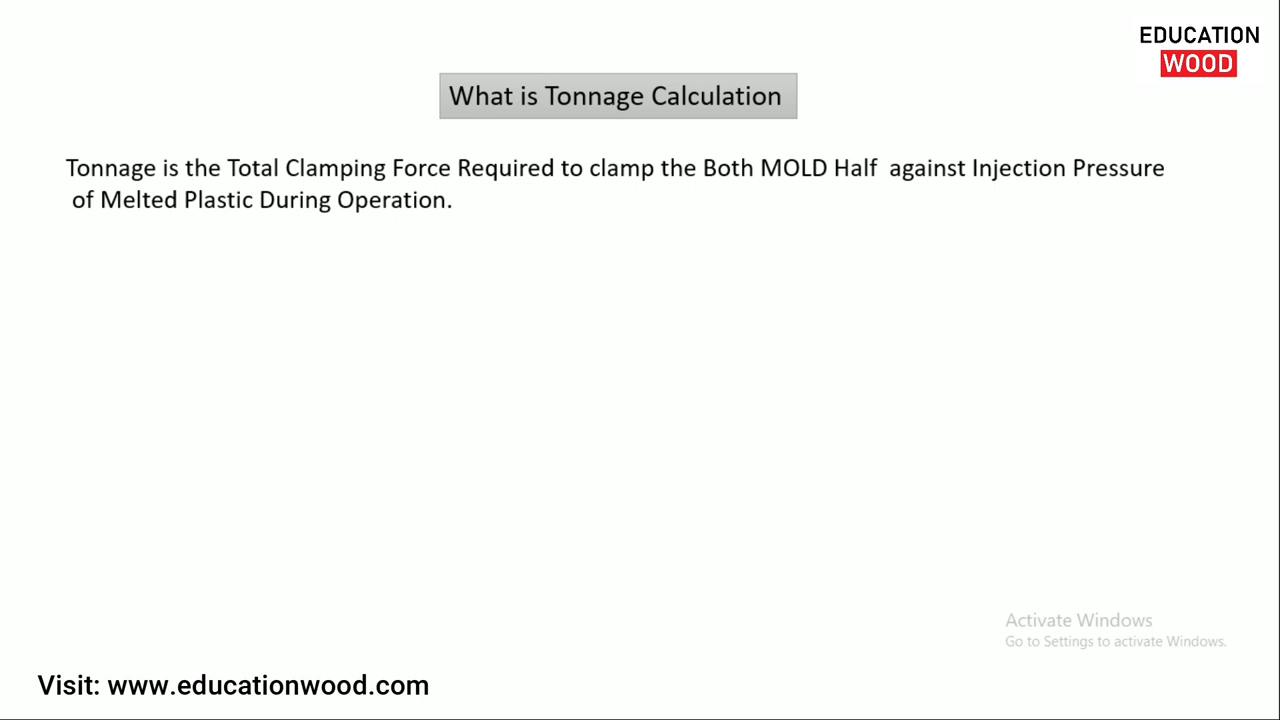 EDUCATION
WOOD
What is Tonnage Calculation
Tonnage is the Total Clamping Force Required to clamp the Both MOLD Half against Injection Pressure
of Melted Plastic During Operation.
Activate Windows
Go to Settings to activate Windows.
Visit: www.educationwood.com